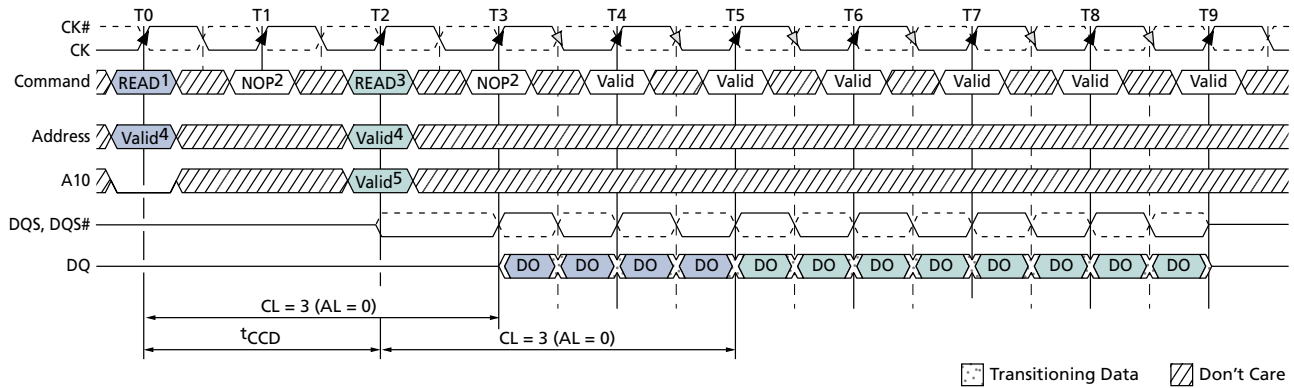 T0 T1 T2 T3 T4 T5 T6 T7 T8 T9
CK#
CK
Command READ1 NOP2 READ3 NOP2 Valid Valid Valid Valid Valid Valid
Address Valid4 Valid4
A10 Valid5
DQS, DQS#
DQ DO DO DO DO DO DO DO DO DO DO DO DO
CL = 3 (AL = 0)
tCCD CL = 3 (AL = 0)
Transitioning Data Don't Care